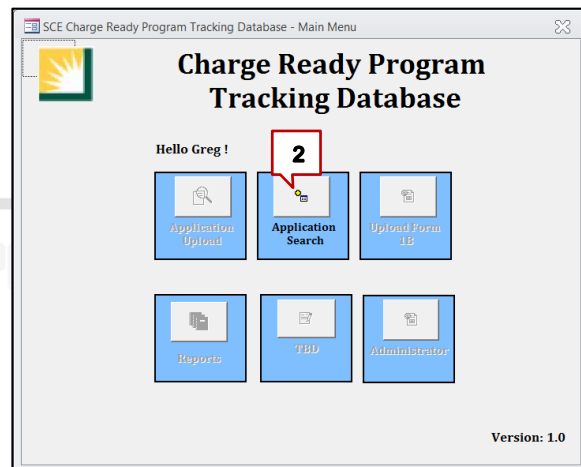 SCE Charge Ready Program Tracking Database - Main Menu
Charge Ready Program
Tracking Database
Hello Greg !
2
Application
Upload
Application
Search
Upload Form
1B
Reports
TBD
Administrator
Version: 1.0